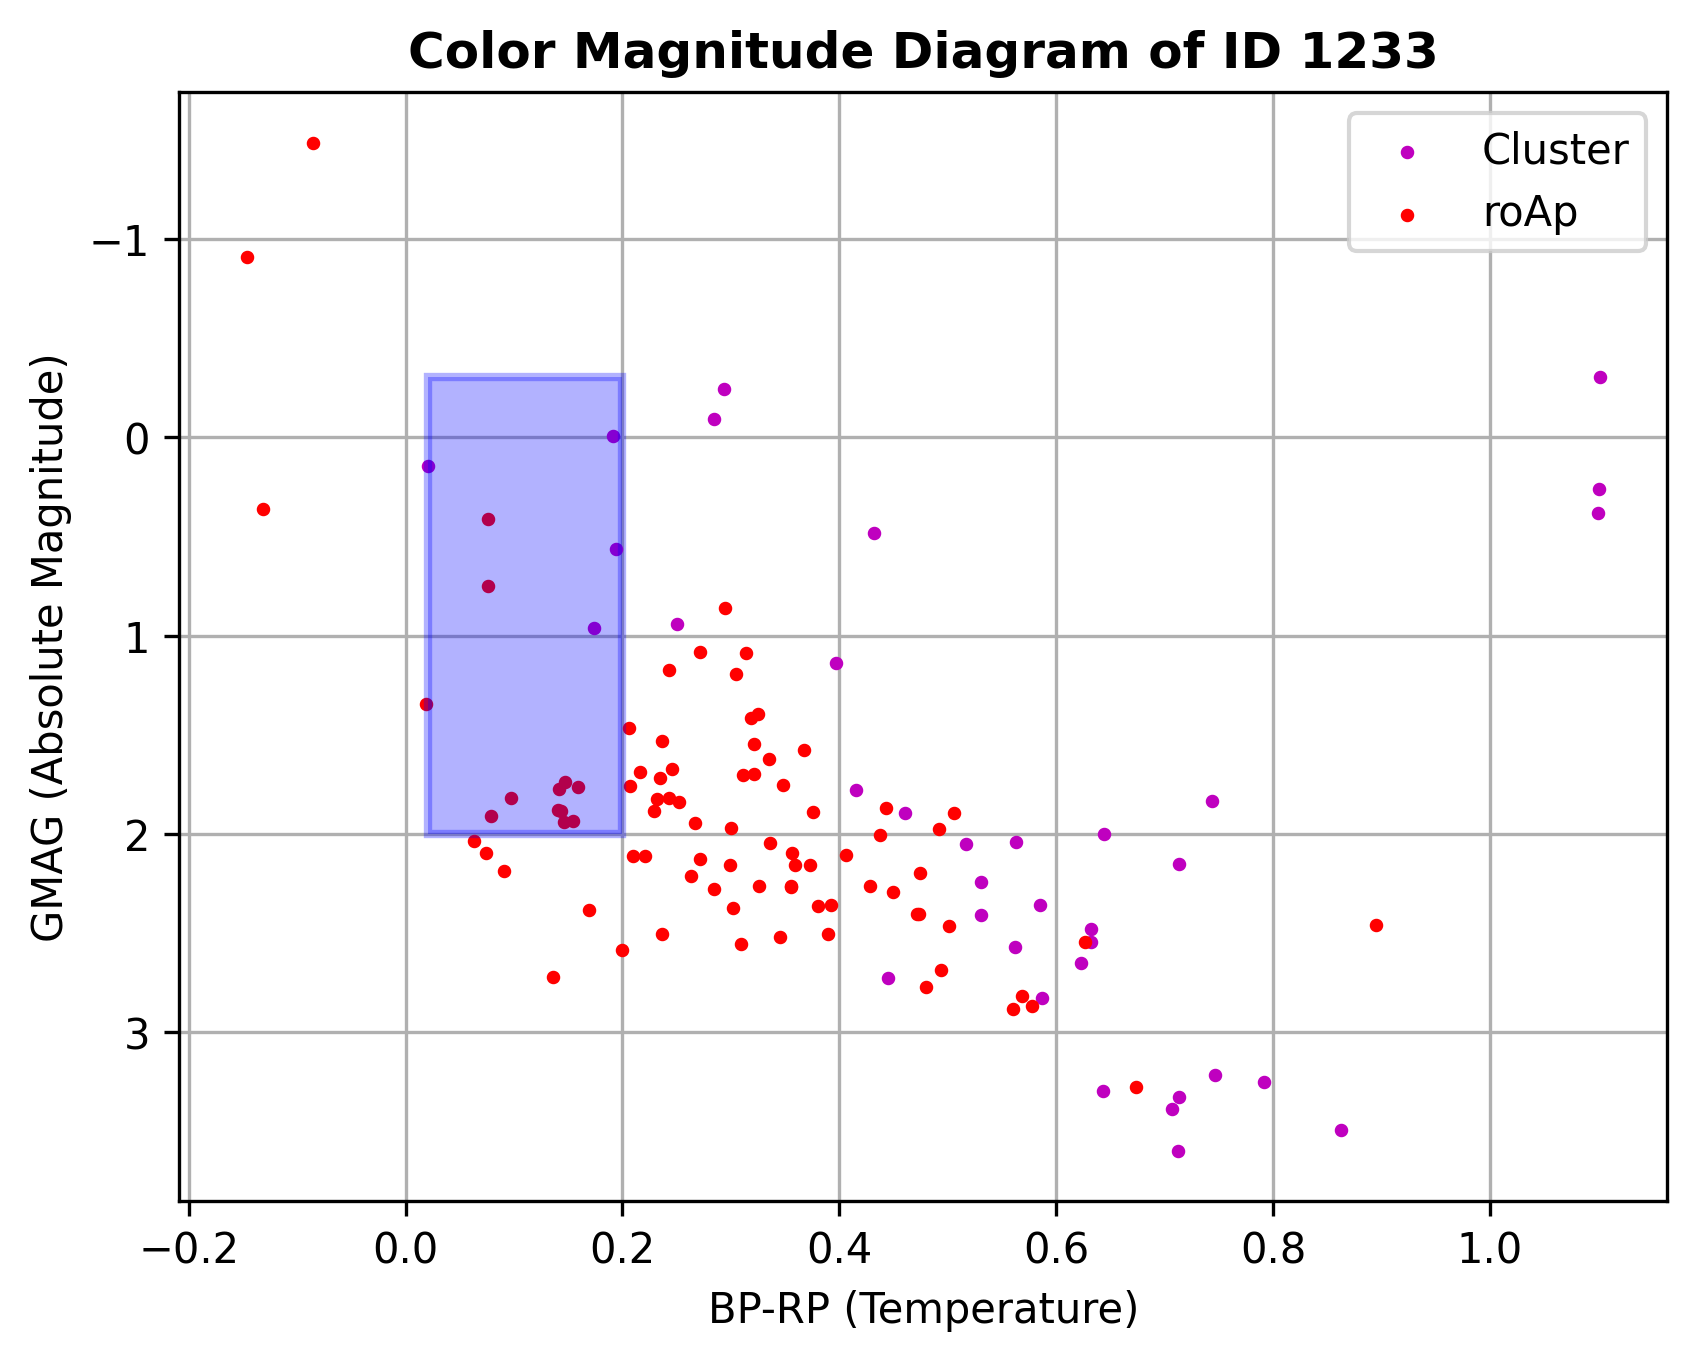 Color Magnitude Diagram of ID 1233
Cluster
roAp
GMAG (Absolute Magnitude)
−1
0
1
2
3
−0.2 0.0 0.2 0.4 0.6 0.8 1.0
BP-RP (Temperature)